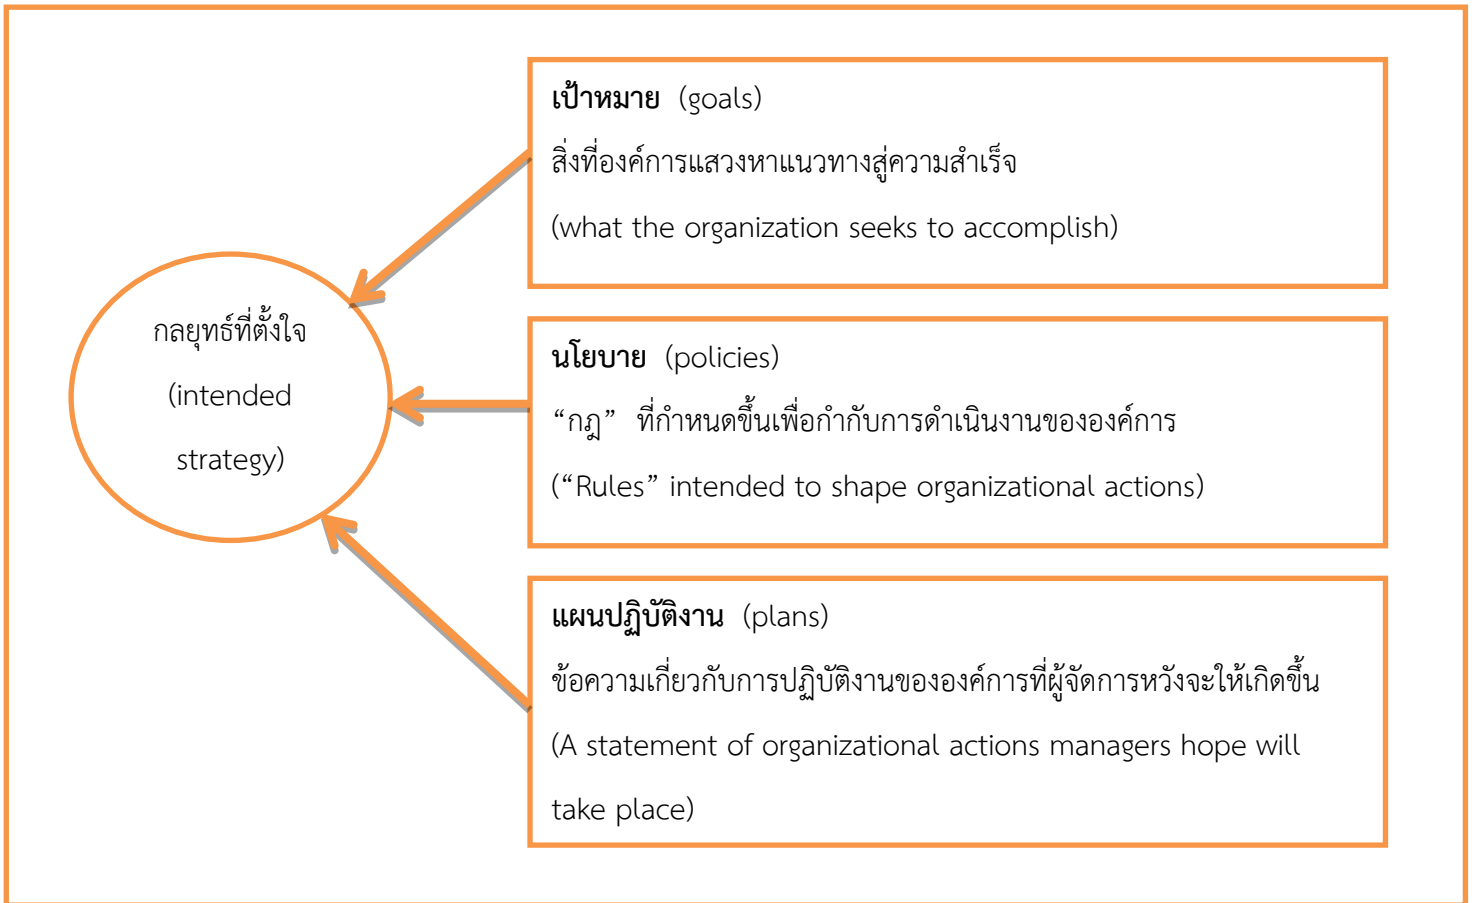 เป้าหมาย (goals)
สิ่งที่องค์การแสวงหาแนวทางสู่ความสำเร็จ
(what the organization seeks to accomplish)
กลยุทธ์ที่ตั้งใจ
(intended
strategy)
นโยบาย (policies)
“กฎ” ที่กำหนดขึ้นเพื่อกำกับการดำเนินงานขององค์การ
(“Rules” intended to shape organizational actions)
แผนปฏิบัติงาน (plans)
ข้อความเกี่ยวกับการปฏิบัติงานขององค์การที่ผู้จัดการหวังจะให้เกิดขึ้น
(A statement of organizational actions managers hope will
take place)